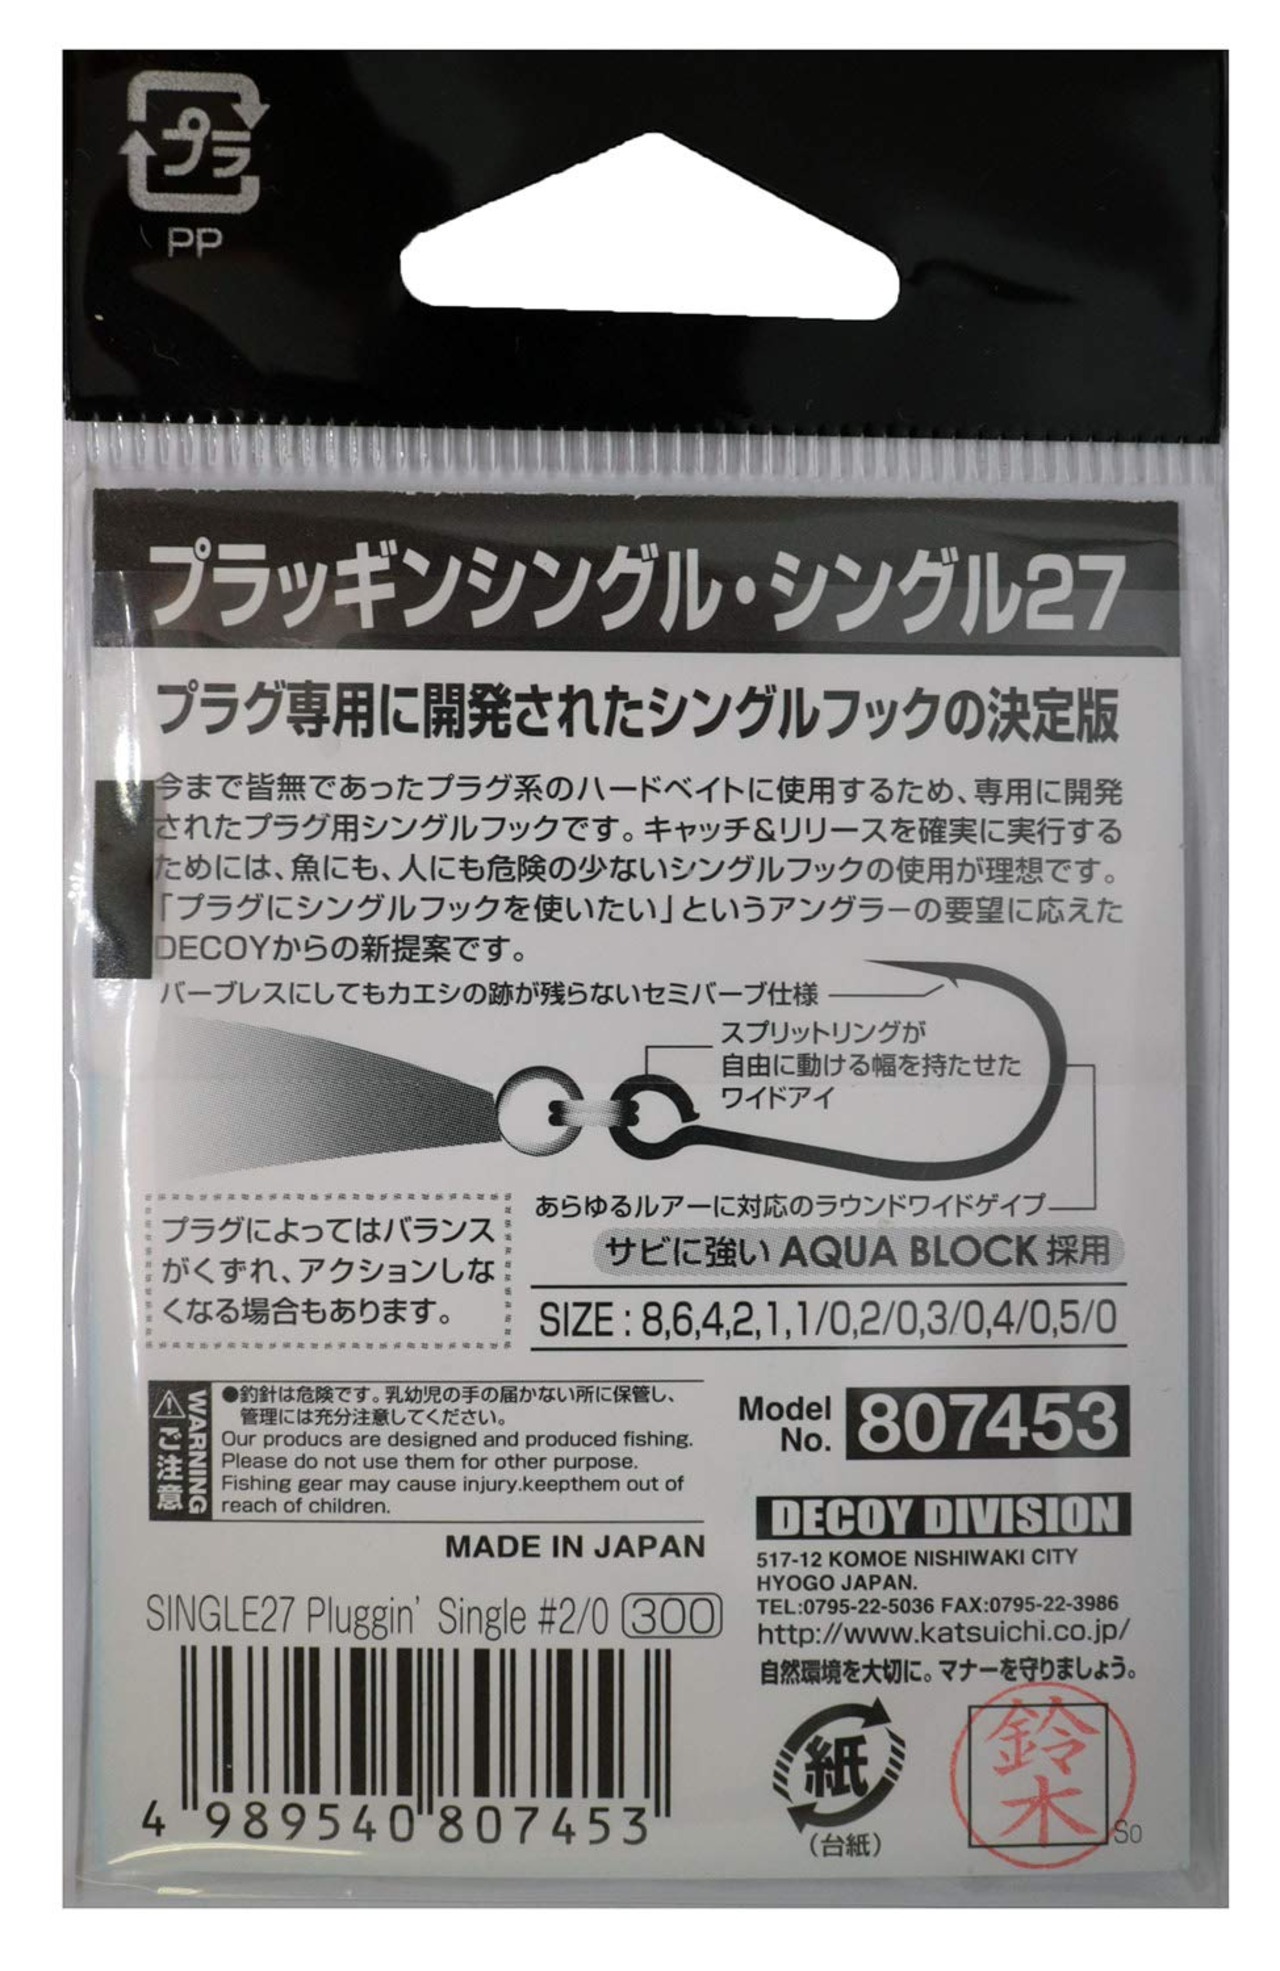 プラ
PP
プラッギンシングル・シングル27
プラグ専用に開発されたシングルフックの決定版
今まで皆無であったプラグ系のハードベイトに使用するため、専用に開発
されたプラグ用シングルフックです。キャッチ&リリースを確実に実行する
ためには、魚にも、人にも危険の少ないシングルフックの使用が理想です。
「プラグにシングルフックを使いたい」というアングラーの要望に応えた
DECOYからの新提案です。
バーブレスにしてもカエシの跡が残らないセミバーブ仕様
スプリットリングが
自由に動ける幅を持たせた
ワイドアイ
あらゆるルアーに対応のラウンドワイドゲイプ
サビに強い AQUA BLOCK 採用
プラグによってはバランス
がくずれ、アクションしな
くなる場合もあります。
SIZE : 8,6,4,2,1,1/0,2/0,3/0,4/0,5/0
WARNING
ご注意
●釣針は危険です。乳幼児の手の届かない所に保管し、
管理には充分注意してください。
Our producs are designed and produced fishing.
Please do not use them for other purpose.
Fishing gear may cause injury.keepthem out of
reach of children.
MADE IN JAPAN
Model No. 807453
DECOY DIVISION
517-12 KOMOE NISHIWAKI CITY
HYOGO JAPAN.
TEL:0795-22-5036 FAX:0795-22-3986
http://www.katsuichi.co.jp/
自然環境を大切に。マナーを守りましょう。
SINGLE27 Pluggin' Single #2/0 300
4 989540 807453
紙
(台紙)
鈴木
So